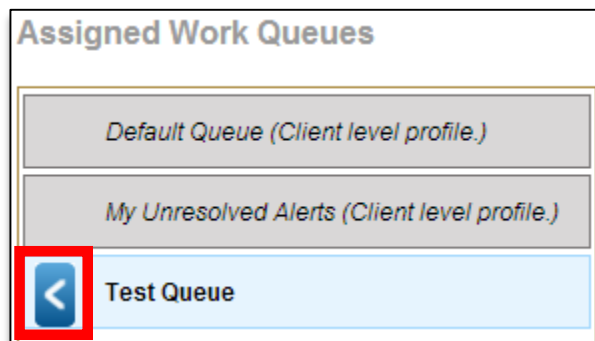 Assigned Work Queues
Default Queue (Client level profile.)
My Unresolved Alerts (Client level profile.)
Test Queue